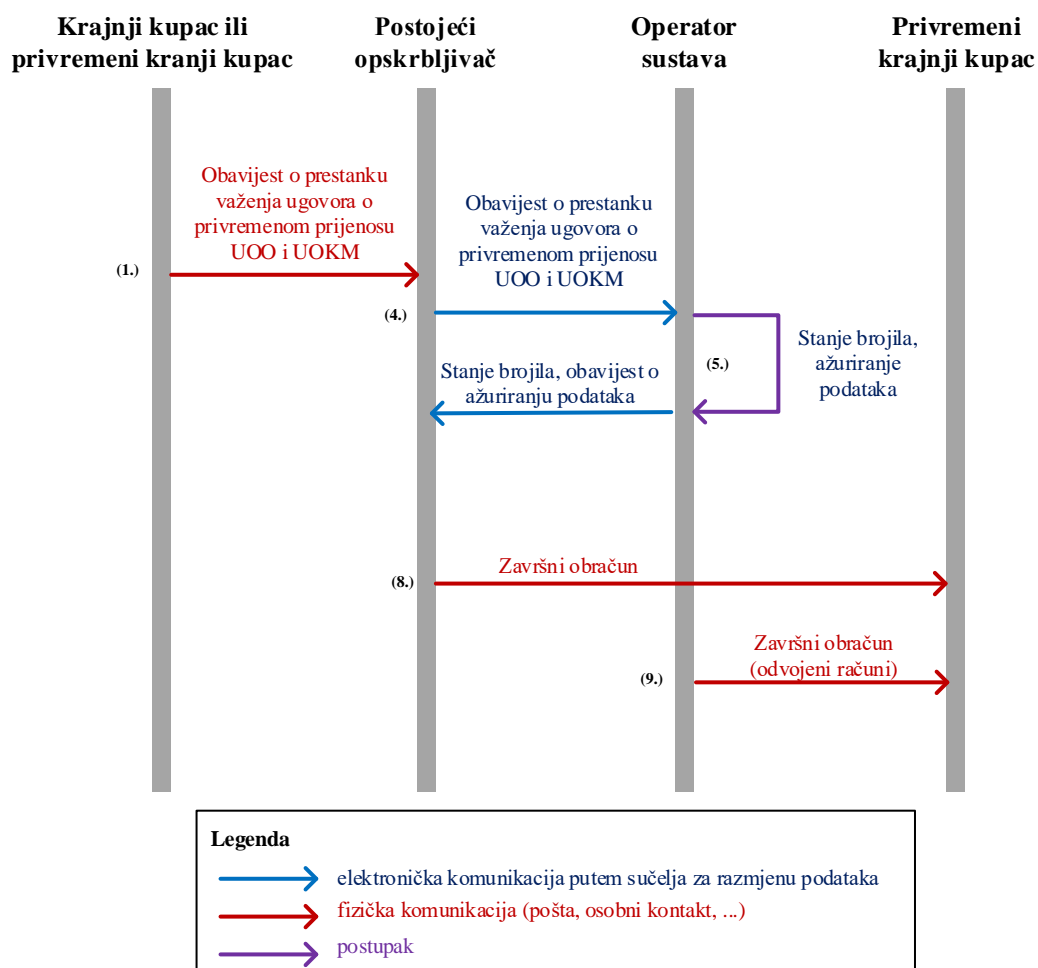 Krajnji kupac ili
privremeni kranji kupac
Postojeći
opskrbljivač
Operator
sustava
Privremeni
krajnji kupac
Obavijest o prestanku
važenja ugovora o
privremenom prijenosu
UOO i UOKM
(1.)
Obavijest o prestanku
važenja ugovora o
privremenom prijenosu
UOO i UOKM
(4.)
Stanje brojila,
ažuriranje
podataka
(5.)
Stanje brojila, obavijest o
ažuriranju podataka
Završni obračun
(8.)
Završni obračun
(odvojeni računi)
(9.)
Legenda
elektronička komunikacija putem sučelja za razmjenu podataka
fizička komunikacija (pošta, osobni kontakt, ...)
postupak